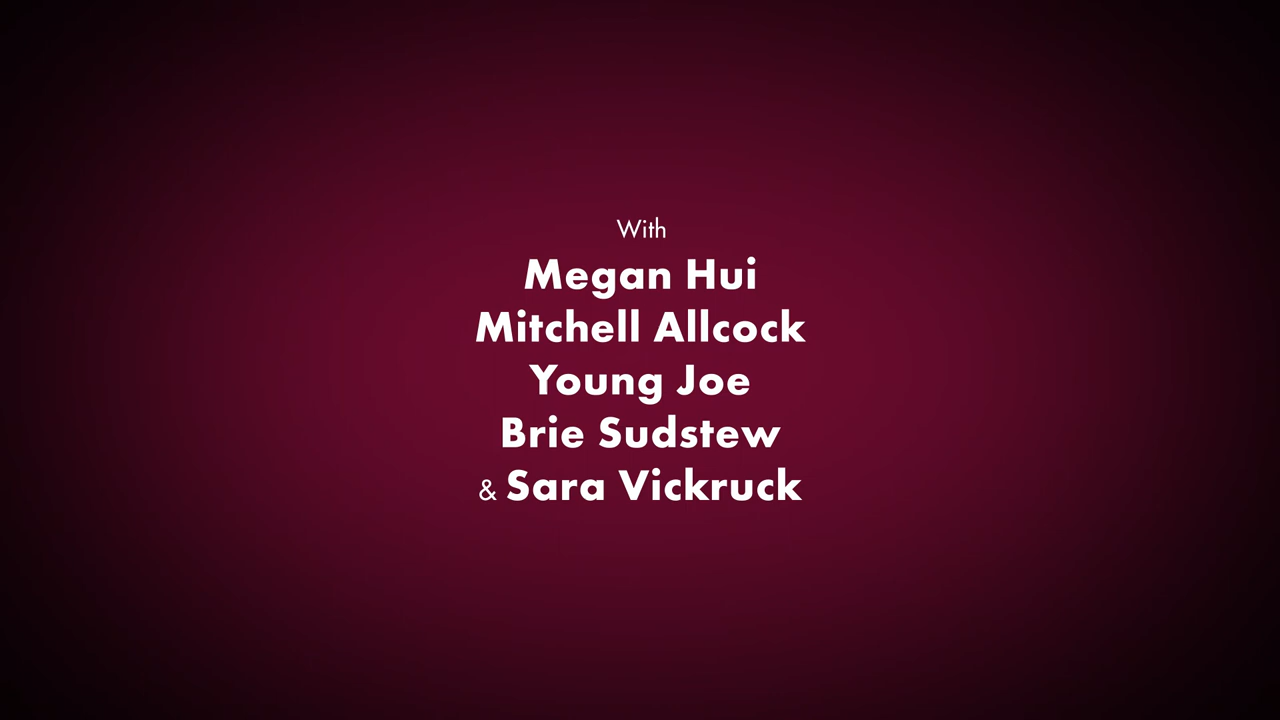 With
Megan Hui
Mitchell Allcock
Young Joe
Brie Sudstew
& Sara Vickruck